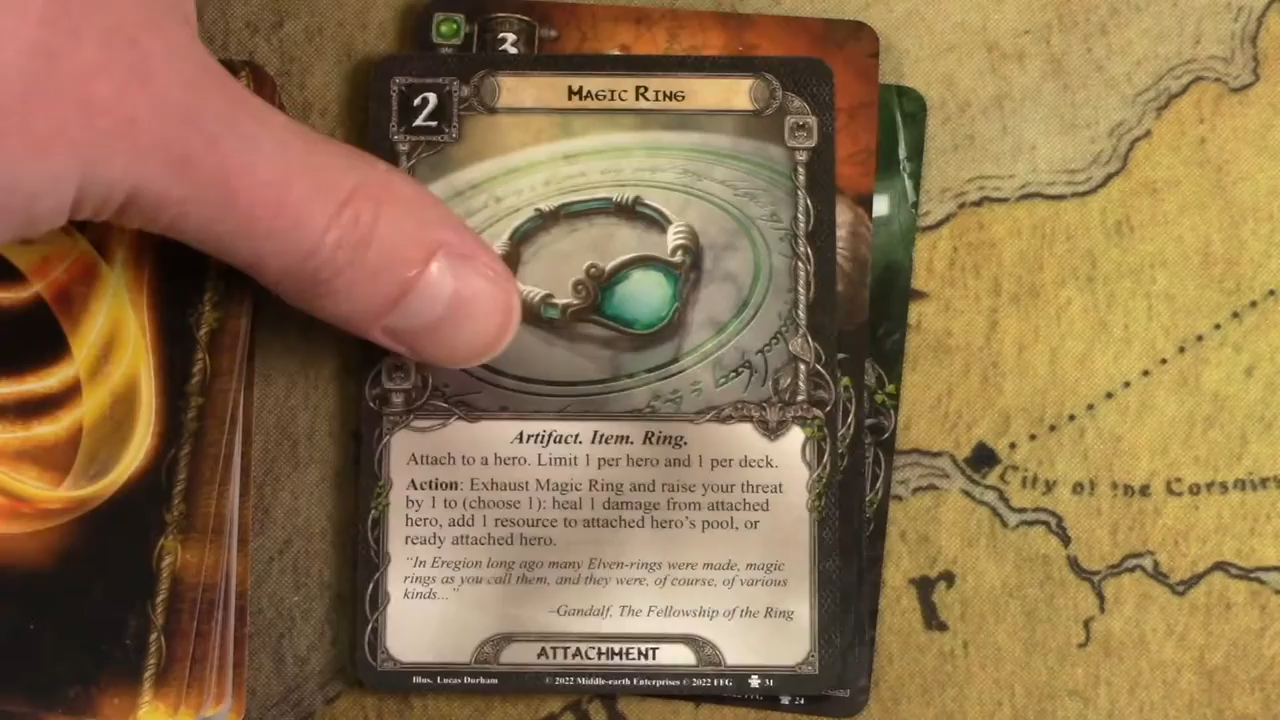 3
2
MAGIC RING
Artifact. Item. Ring.
Attach to a hero. Limit 1 per hero and 1 per deck.
Action: Exhaust Magic Ring and raise your threat
by 1 to (choose 1): heal 1 damage from attached
hero, add 1 resource to attached hero's pool, or
ready attached hero.
"In Eregion long ago many Elven-rings were made, magic
rings as you call them, and they were, of course, of various
kinds..."
–Gandalf, The Fellowship of the Ring
ATTACHMENT
Illus. Lucas Durham © 2022 Middle-earth Enterprises © 2022 FFG 31
24
City of the Corsairs
r